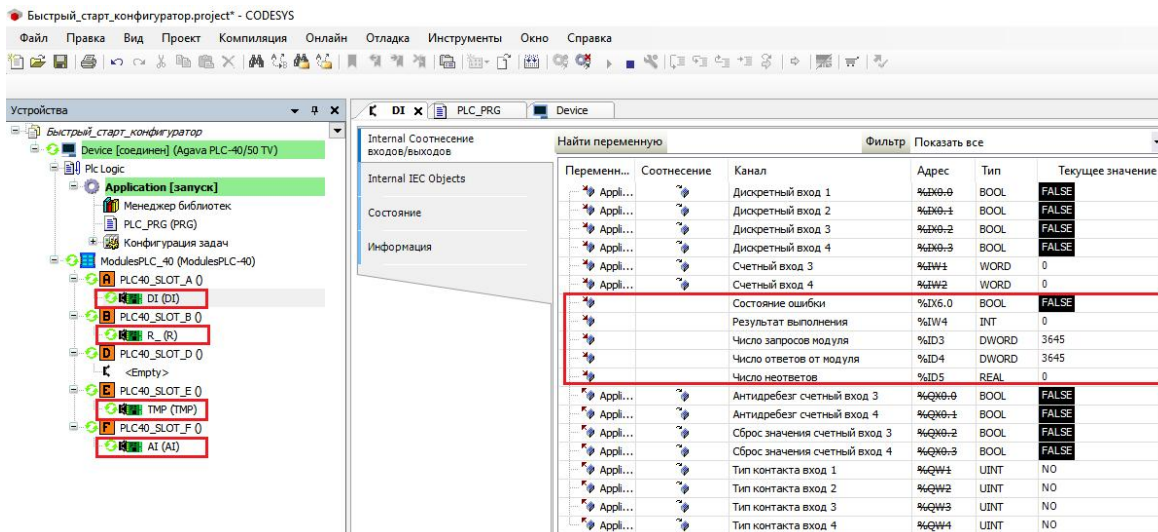 Быстрый_старт_конфигуратор.project* - CODESYS
Файл Правка Вид Проект Компиляция Онлайн Отладка Инструменты Окно Справка
Устройства
Быстрый_старт_конфигуратор
Device [соединен] (Agava PLC-40/50 TV)
Plc Logic
Application [запуск]
Менеджер библиотек
PLC_PRG (PRG)
Конфигурация задач
ModulesPLC_40 (ModulesPLC-40)
A PLC40_SLOT_A ()
DI (DI)
B PLC40_SLOT_B ()
R_ (R)
D PLC40_SLOT_D ()
<Empty>
E PLC40_SLOT_E ()
TMP (TMP)
F PLC40_SLOT_F ()
AI (AI)
DI PLC_PRG Device
Internal Соотнесение
входов/выходов
Internal IEC Objects
Состояние
Информация
Найти переменную Фильтр Показать все
Переменн... Соотнесение Канал Адрес Тип Текущее значение
Appli... Дискретный вход 1 %IX0.0 BOOL FALSE
Appli... Дискретный вход 2 %IX0.1 BOOL FALSE
Appli... Дискретный вход 3 %IX0.2 BOOL FALSE
Appli... Дискретный вход 4 %IX0.3 BOOL FALSE
Appli... Счетный вход 3 %IW1 WORD 0
Appli... Счетный вход 4 %IW2 WORD 0
Состояние ошибки %IX6.0 BOOL FALSE
Результат выполнения %IW4 INT 0
Число запросов модуля %ID3 DWORD 3645
Число ответов от модуля %ID4 DWORD 3645
Число неответов %ID5 REAL 0
Appli... Антидребезг счетный вход 3 %QX0.0 BOOL FALSE
Appli... Антидребезг счетный вход 4 %QX0.1 BOOL FALSE
Appli... Сброс значения счетный вход 3 %QX0.2 BOOL FALSE
Appli... Сброс значения счетный вход 4 %QX0.3 BOOL FALSE
Appli... Тип контакта вход 1 %QW1 UINT NO
Appli... Тип контакта вход 2 %QW2 UINT NO
Appli... Тип контакта вход 3 %QW3 UINT NO
Appli... Тип контакта вход 4 %QW4 UINT NO